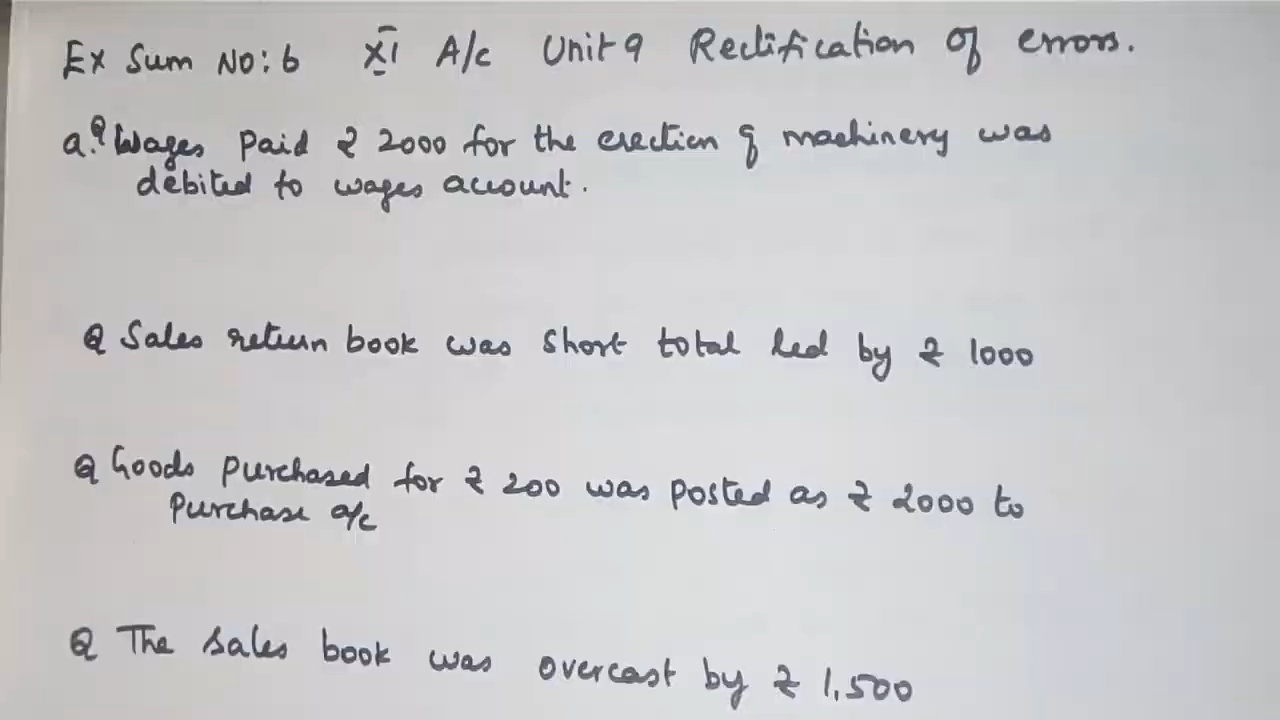 Ex Sum No: 6 XI A/c Unit 9 Rectification of errors.
a. Q Wages Paid ₹ 2000 for the erection of machinery was
debited to wages account.
Q Sales return book was short total led by ₹ 1000
Q Goods purchased for ₹ 200 was posted as ₹ 2000 to
Purchase a/c
Q The sales book was overcast by ₹ 1,500